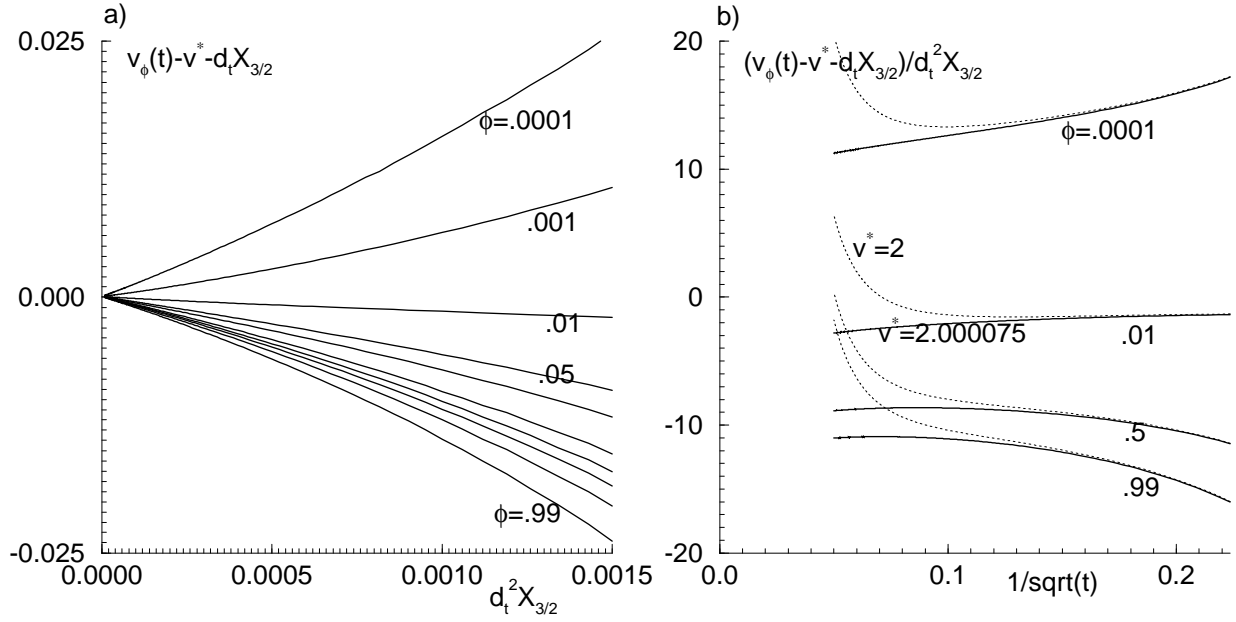 a)
0.025
v_ϕ(t)-v^*-d_tX_{3/2}
ϕ=.0001
.001
0.000
.01
.05
ϕ=.99
-0.025
0.0000
0.0005
0.0010
0.0015
d_t^2X_{3/2}
b)
20
(v_ϕ(t)-v^*-d_tX_{3/2})/d_t^2X_{3/2}
ϕ=.0001
10
v^*=2
0
v^*=2.000075
.01
-10
.5
.99
-20
0.0
0.1
0.2
1/sqrt(t)